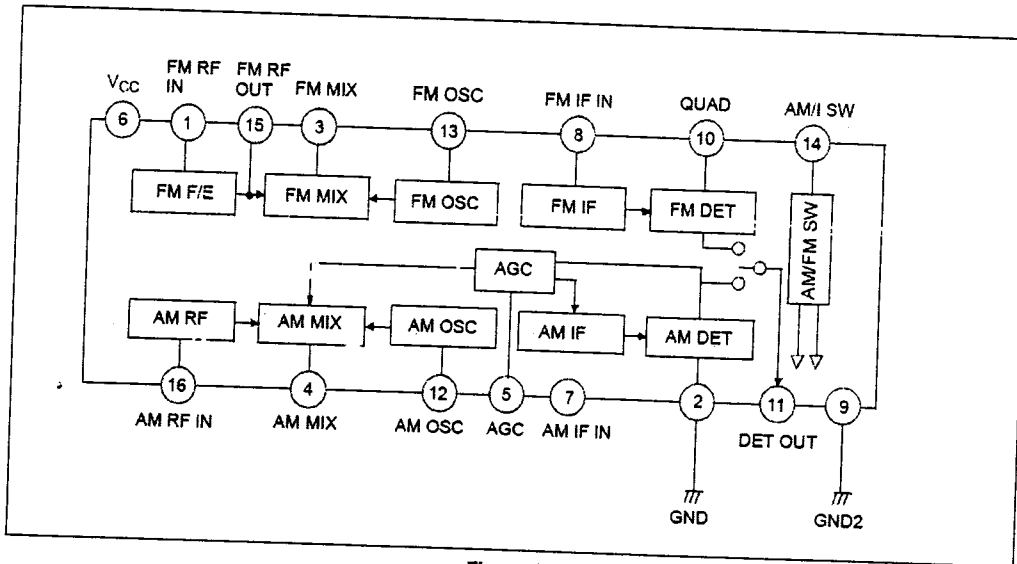 VCC
FM RF
IN
FM RF
OUT
FM MIX
FM OSC
FM IF IN
QUAD
AM/I SW
6
1
15
3
13
8
10
14
FM F/E
FM MIX
FM OSC
FM IF
FM DET
AM/FM SW
AGC
AM RF
AM MIX
AM OSC
AM IF
AM DET
16
4
12
5
7
2
11
9
AM RF IN
AM MIX
AM OSC
AGC
AM IF IN
DET OUT
GND
GND2